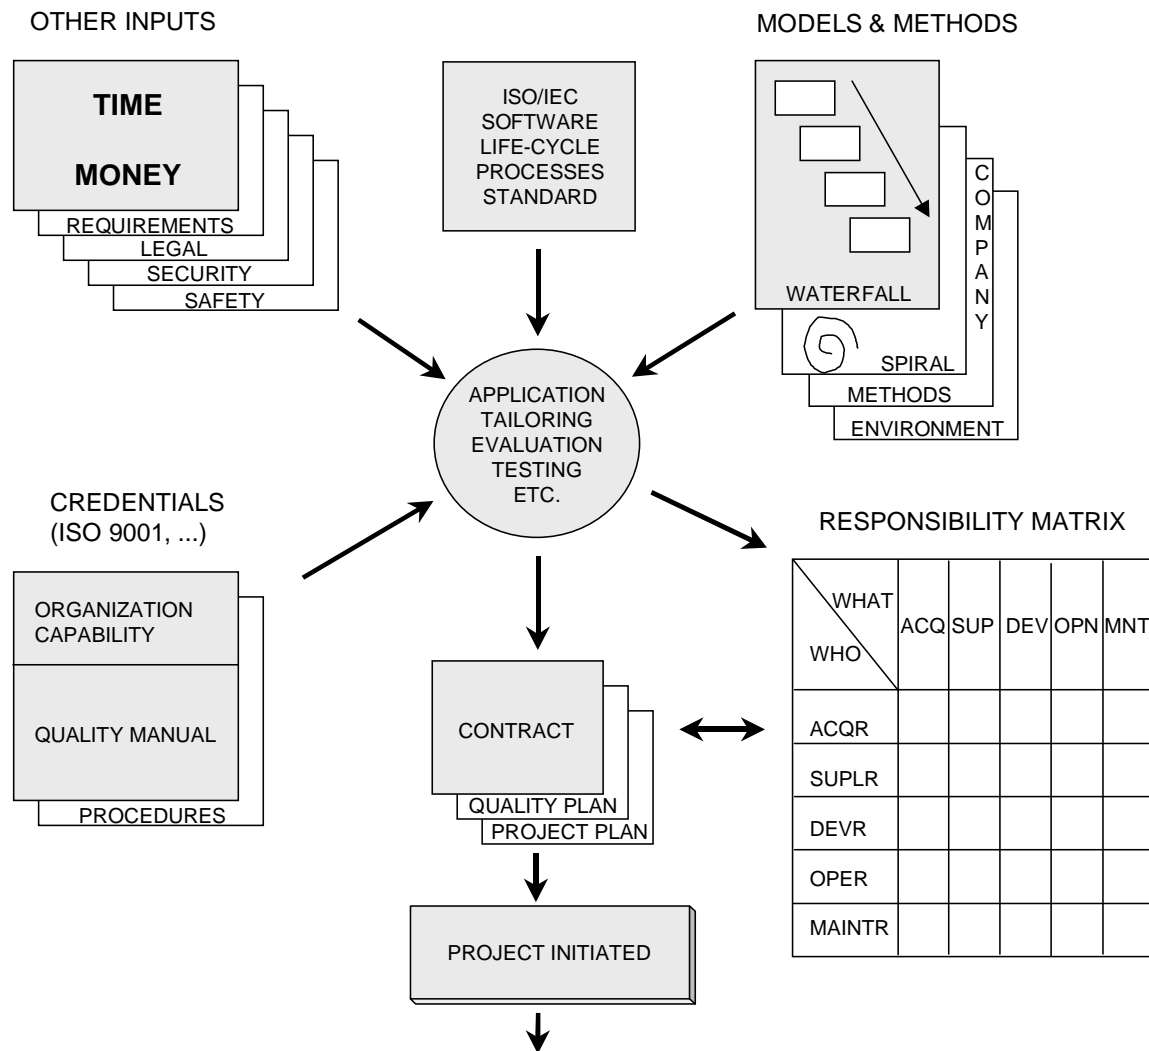 OTHER INPUTS
TIME
MONEY
REQUIREMENTS
LEGAL
SECURITY
SAFETY
ISO/IEC
SOFTWARE
LIFE-CYCLE
PROCESSES
STANDARD
MODELS & METHODS
WATERFALL
COMPANY
SPIRAL
METHODS
ENVIRONMENT
APPLICATION
TAILORING
EVALUATION
TESTING
ETC.
CREDENTIALS
(ISO 9001, ...)
ORGANIZATION
CAPABILITY
QUALITY MANUAL
PROCEDURES
CONTRACT
QUALITY PLAN
PROJECT PLAN
PROJECT INITIATED
RESPONSIBILITY MATRIX
WHAT
WHO
ACQ SUP DEV OPN MNT
ACQR
SUPLR
DEVR
OPER
MAINTR